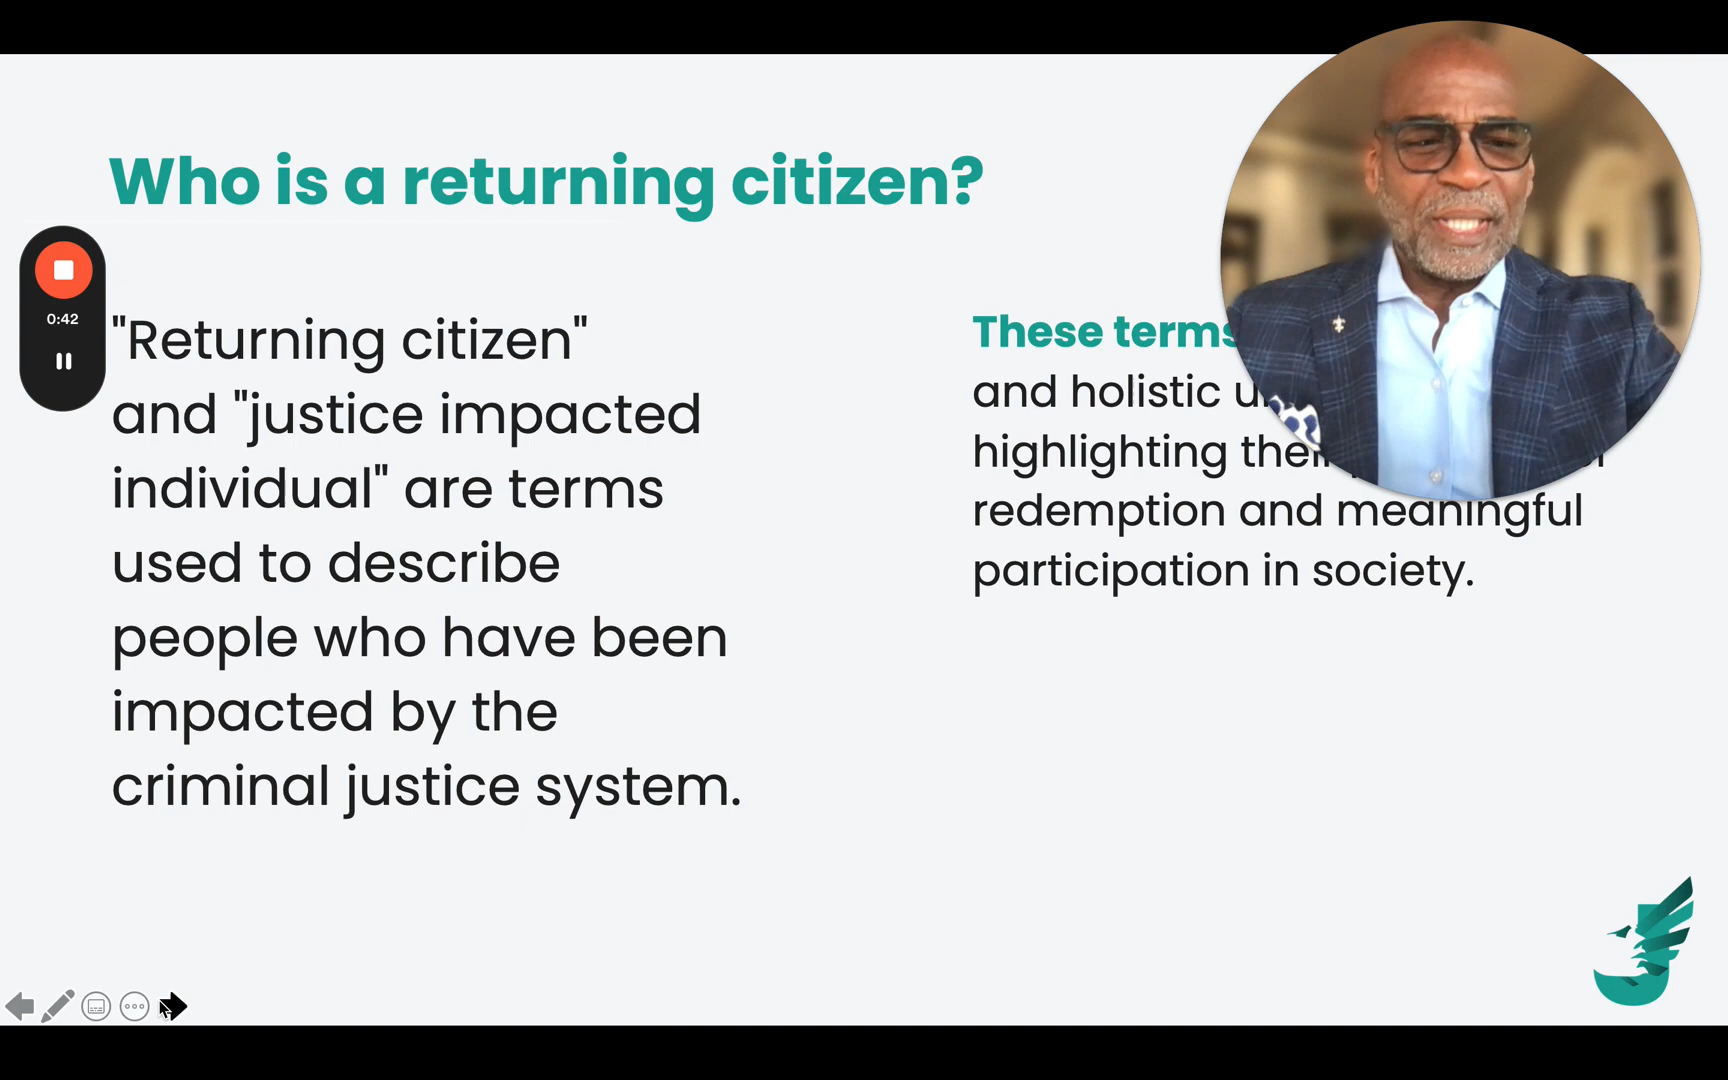 Who is a returning citizen?
0:42
"Returning citizen"
and "justice impacted
individual" are terms
used to describe
people who have been
impacted by the
criminal justice system.
These terms
and holistic
highlighting their
redemption and meaningful
participation in society.